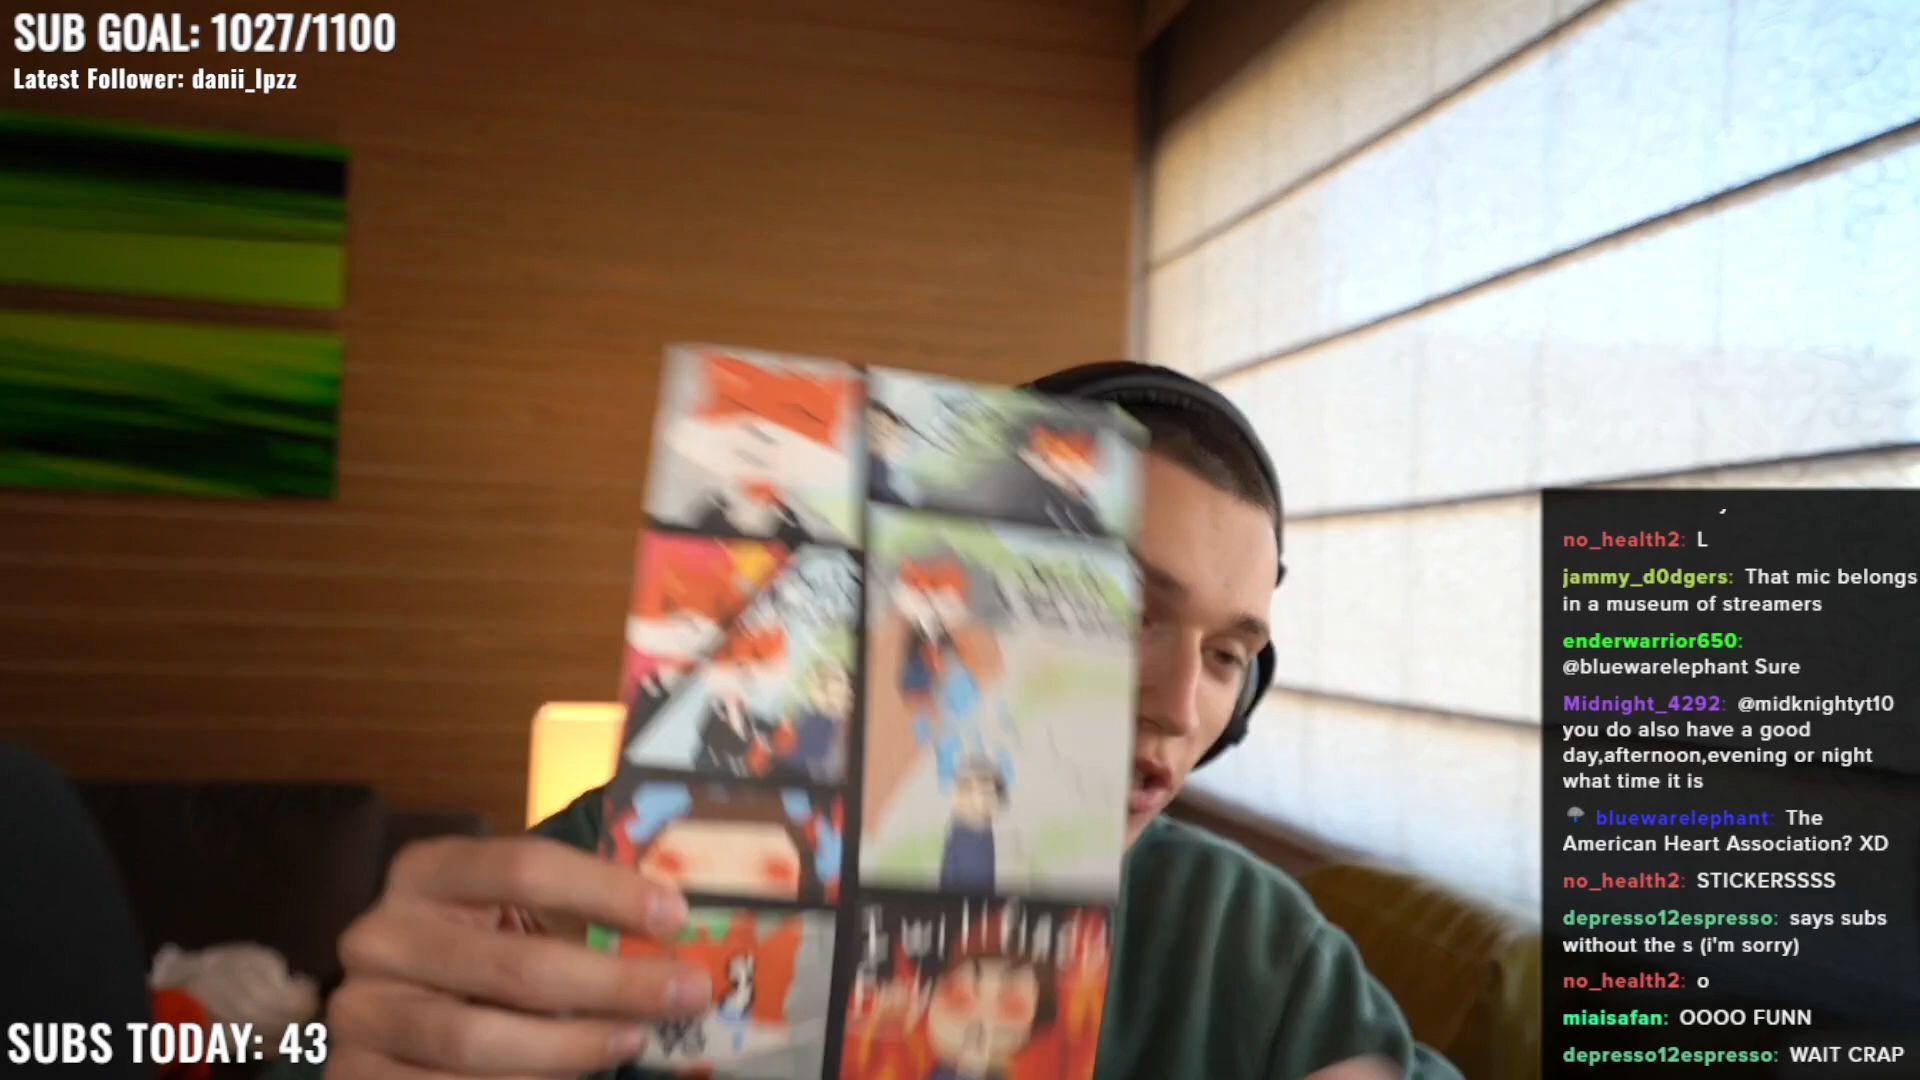 SUB GOAL: 1027/1100
Latest Follower: danii_lpzz
no_health2: L
jammy_d0dgers: That mic belongs
in a museum of streamers
enderwarrior650:
@bluewarelephant Sure
Midnight_4292: @midknightyt10
you do also have a good
day,afternoon,evening or night
what time it is
bluewarelephant: The
American Heart Association? XD
no_health2: STICKERSSSS
depresso12espresso: says subs
without the s (i'm sorry)
no_health2: o
miaisafan: OOOO FUNN
depresso12espresso: WAIT CRAP
I will
SUBS TODAY: 43